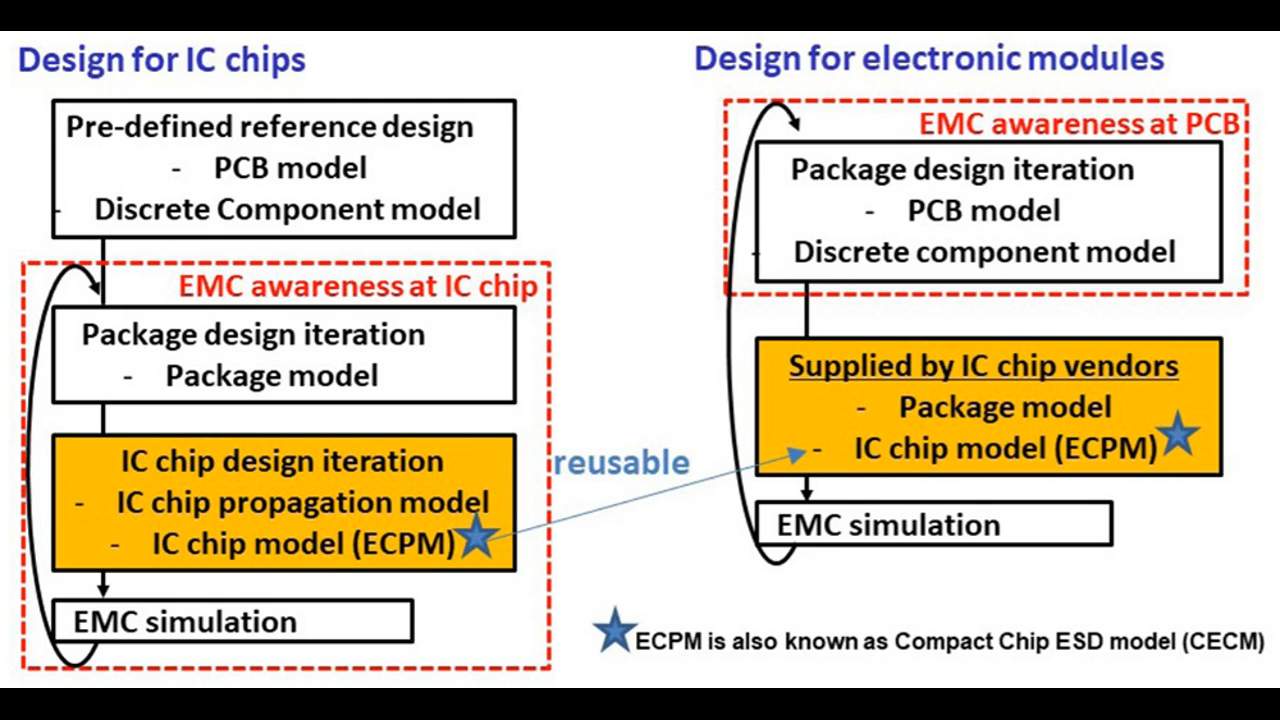 Design for IC chips
Pre-defined reference design
- PCB model
- Discrete Component model
EMC awareness at IC chip
Package design iteration
- Package model
IC chip design iteration
- IC chip propagation model
- IC chip model (ECPM)
EMC simulation
reusable
Design for electronic modules
EMC awareness at PCB
Package design iteration
- PCB model
- Discrete component model
Supplied by IC chip vendors
- Package model
- IC chip model (ECPM)
EMC simulation
ECPM is also known as Compact Chip ESD model (CECM)